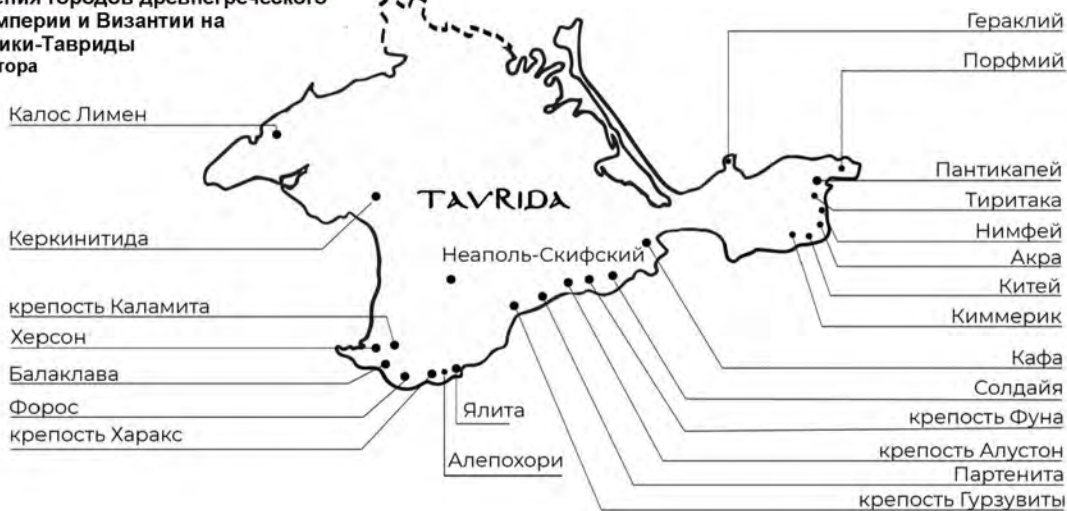 ения городов древнегреческого
мперии и Византии на
ики-Тавриды
тора
Калос Лимен
Керкинитида
крепость Каламита
Херсон
Балаклава
Форос
крепость Харакс
TAVRIDA
Неаполь-Скифский
Ялита
Алепохори
Гераклий
Порфмий
Пантикапей
Тиритака
Нимфей
Акра
Китей
Киммерик
Кафа
Солдайя
крепость Фуна
крепость Алустон
Партенита
крепость Гурзувиты